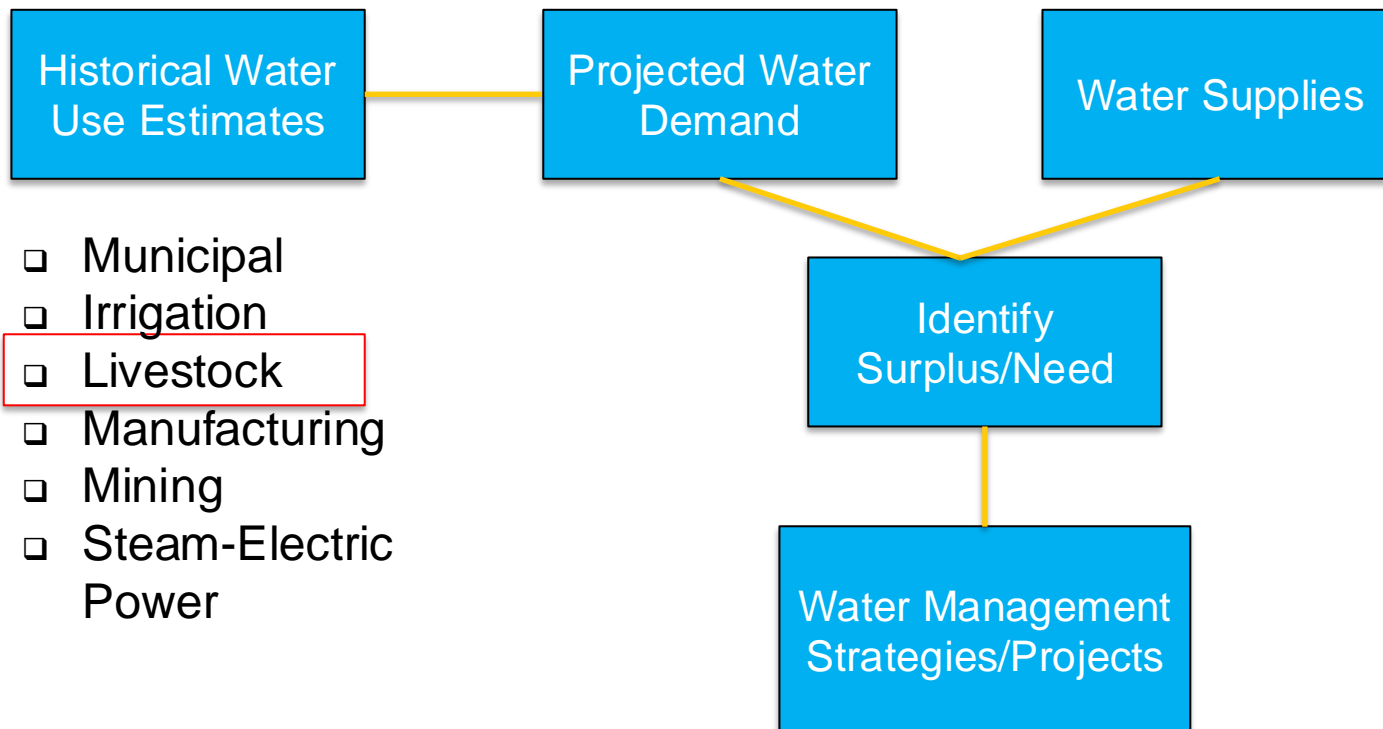 Historical Water
Use Estimates
Projected Water
Demand
Water Supplies
❑ Municipal
❑ Irrigation
❑ Livestock
❑ Manufacturing
❑ Mining
❑ Steam-Electric
Power
Identify
Surplus/Need
Water Management
Strategies/Projects